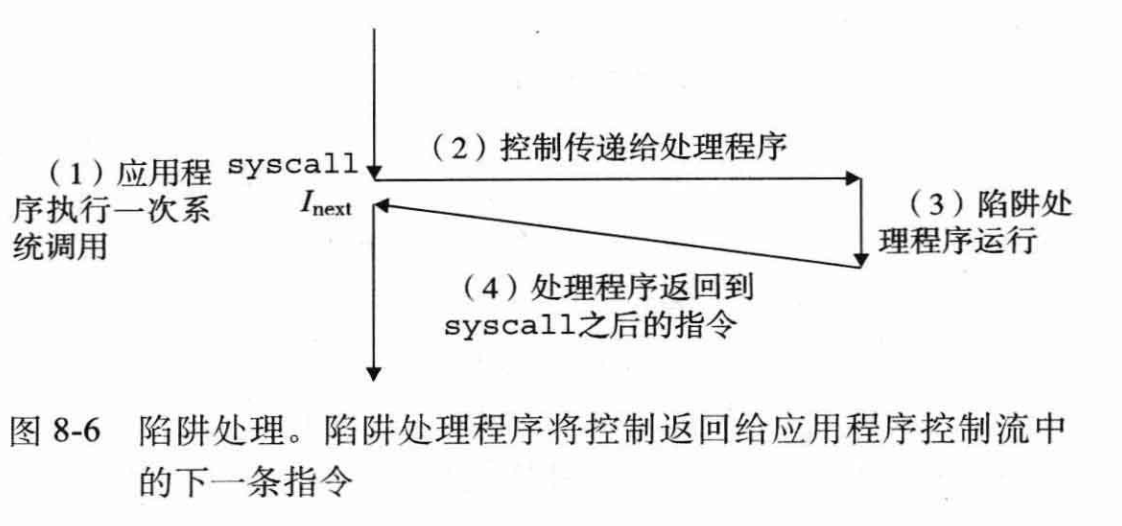 （1）应用程
序执行一次系
统调用
syscall
Inext
（2）控制传递给处理程序
（3）陷阱处
理程序运行
（4）处理程序返回到
syscall之后的指令
图 8-6 陷阱处理。陷阱处理程序将控制返回给应用程序控制流中
的下一条指令